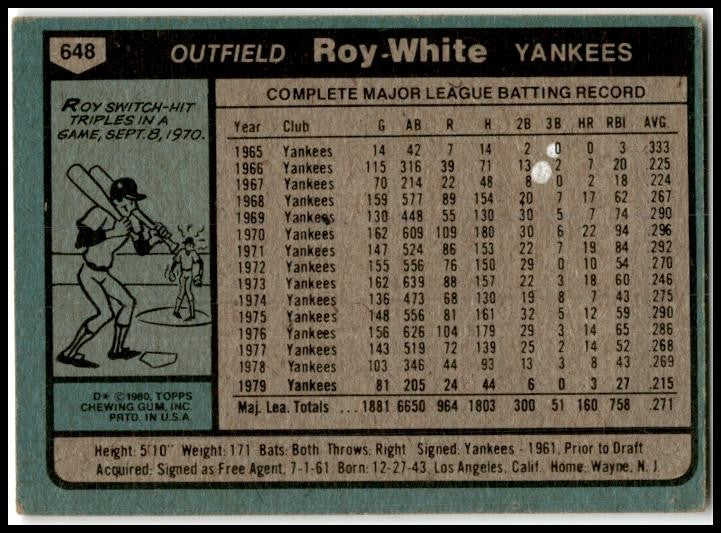 648 OUTFIELD Roy White YANKEES
ROY SWITCH-HIT
TRIPLES IN A
GAME, SEPT. 8, 1970.
D* © 1980, TOPPS
CHEWING GUM, INC.
PRTD. IN U.S.A.
COMPLETE MAJOR LEAGUE BATTING RECORD
Year Club G AB R H 2B 3B HR RBI AVG.
1965 Yankees 14 42 7 14 2 0 0 3 .333
1966 Yankees 115 316 39 71 13 2 7 20 .225
1967 Yankees 70 214 22 48 8 0 2 18 .224
1968 Yankees 159 577 89 154 20 7 17 62 .267
1969 Yankees 130 448 55 130 30 5 7 74 .290
1970 Yankees 162 609 109 180 30 6 22 94 .296
1971 Yankees 147 524 86 153 22 7 19 84 .292
1972 Yankees 155 556 76 150 29 0 10 54 .270
1973 Yankees 162 639 88 157 22 3 18 60 .246
1974 Yankees 136 473 68 130 19 8 7 43 .275
1975 Yankees 148 556 81 161 32 5 12 59 .290
1976 Yankees 156 626 104 179 29 3 14 65 .286
1977 Yankees 143 519 72 139 25 2 14 52 .268
1978 Yankees 103 346 44 93 13 3 8 43 .269
1979 Yankees 81 205 24 44 6 0 3 27 .215
Maj. Lea. Totals ... 1881 6650 964 1803 300 51 160 758 .271
Height: 5'10" Weight: 171 Bats: Both Throws: Right Signed: Yankees - 1961, Prior to Draft
Acquired: Signed as Free Agent, 7-1-61 Born: 12-27-43, Los Angeles, Calif. Home: Wayne, N. J.